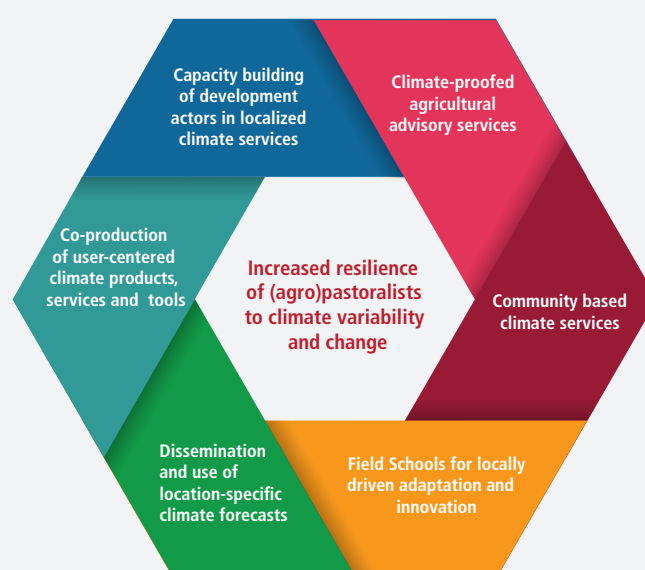 Capacity building
of development
actors in localized
climate services
Climate-proofed
agricultural
advisory services
Co-production
of user-centered
climate products,
services and tools
Increased resilience
of (agro)pastoralists
to climate variability
and change
Community based
climate services
Dissemination
and use of
location-specific
climate forecasts
Field Schools for locally
driven adaptation and
innovation